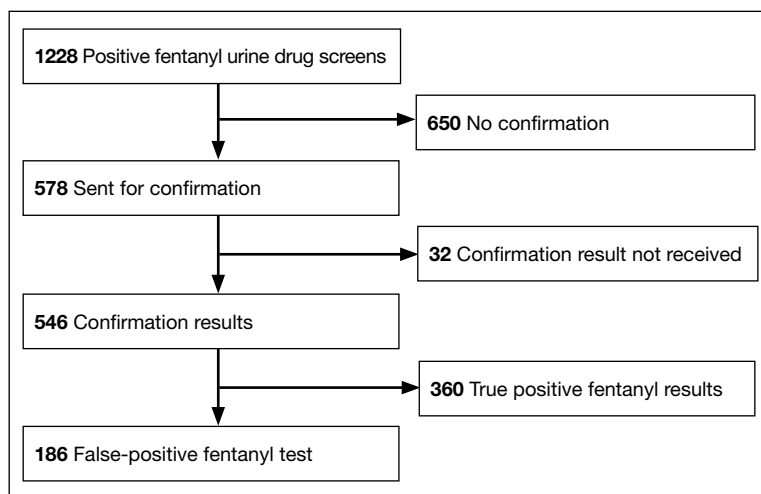 1228 Positive fentanyl urine drug screens
650 No confirmation
578 Sent for confirmation
32 Confirmation result not received
546 Confirmation results
360 True positive fentanyl results
186 False-positive fentanyl test